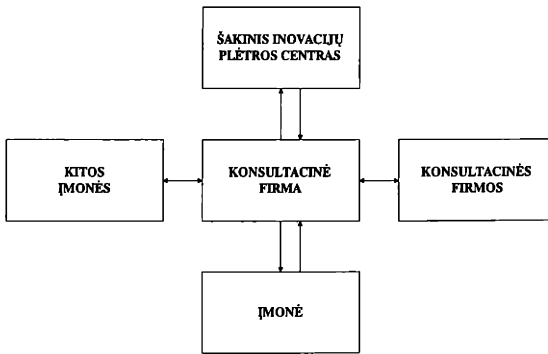 ŠAKINIS INOVACIJŲ
PLĖTROS CENTRAS
KITOS
ĮMONĖS
KONSULTACINĖ
FIRMA
KONSULTACINĖS
FIRMOS
ĮMONĖ